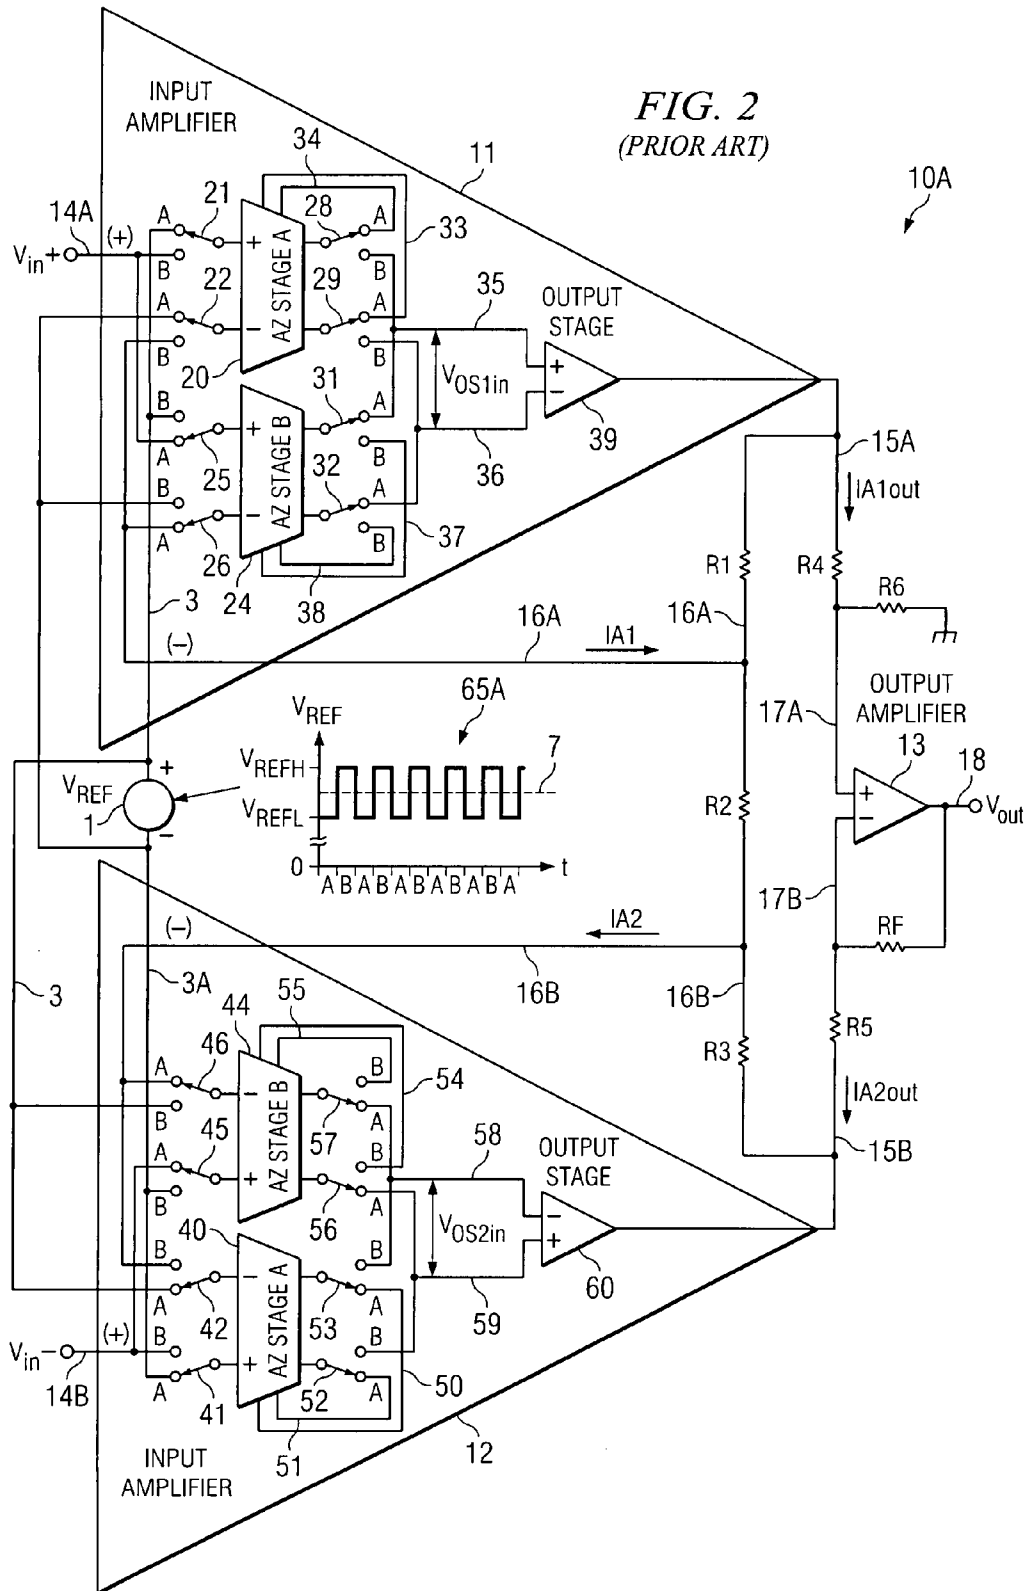 FIG. 2
(PRIOR ART)
10A
INPUT
AMPLIFIER
11
34
33
14A
(+)
Vin+
A
21
B
A
22
B
20
+
−
AZ STAGE A
28
A
B
29
A
B
35
36
VOS1in
OUTPUT
STAGE
+
−
39
B
A
25
B
A
26
24
+
−
AZ STAGE B
31
A
B
32
A
B
37
38
3
(−)
15A
IA1out
R1
R4
R6
16A
IA1
16A
17A
OUTPUT
AMPLIFIER
13
18
Vout
+
−
VREF
1
+
−
VREF
65A
VREFH
VREFL
7
0
A B A B A B A B A B A
t
R2
17B
RF
IA2
16B
16B
(−)
3
3A
R3
R5
IA2out
15B
44
55
54
A
46
B
A
45
B
−
+
AZ STAGE B
B
57
A
B
56
A
58
59
VOS2in
OUTPUT
STAGE
−
+
60
40
B
A
42
B
A
41
−
+
AZ STAGE A
B
53
A
B
52
A
50
51
Vin−
(+)
14B
12
INPUT
AMPLIFIER